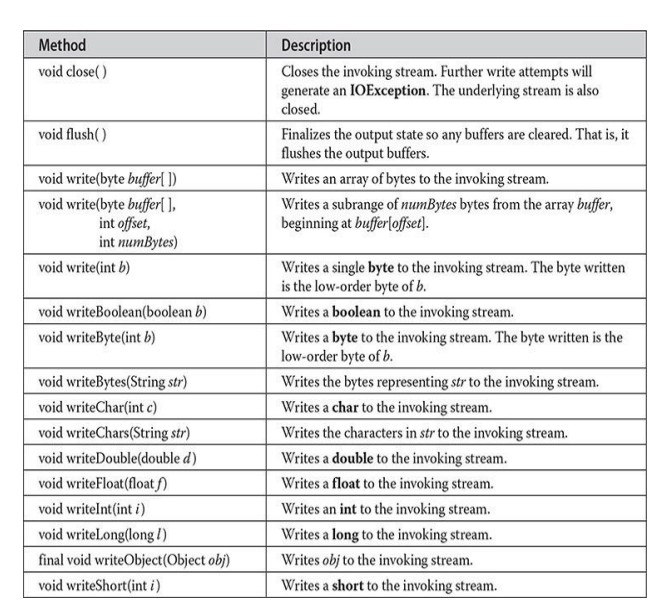 Method Description
void close( ) Closes the invoking stream. Further write attempts will
generate an IOException. The underlying stream is also
closed.
void flush( ) Finalizes the output state so any buffers are cleared. That is, it
flushes the output buffers.
void write(byte buffer[ ]) Writes an array of bytes to the invoking stream.
void write(byte buffer[ ], Writes a subrange of numBytes bytes from the array buffer,
int offset, beginning at buffer[offset].
int numBytes)
void write(int b) Writes a single byte to the invoking stream. The byte written
is the low-order byte of b.
void writeBoolean(boolean b) Writes a boolean to the invoking stream.
void writeByte(int b) Writes a byte to the invoking stream. The byte written is the
low-order byte of b.
void writeBytes(String str) Writes the bytes representing str to the invoking stream.
void writeChar(int c) Writes a char to the invoking stream.
void writeChars(String str) Writes the characters in str to the invoking stream.
void writeDouble(double d) Writes a double to the invoking stream.
void writeFloat(float f) Writes a float to the invoking stream.
void writeInt(int i) Writes an int to the invoking stream.
void writeLong(long l) Writes a long to the invoking stream.
final void writeObject(Object obj) Writes obj to the invoking stream.
void writeShort(int i) Writes a short to the invoking stream.